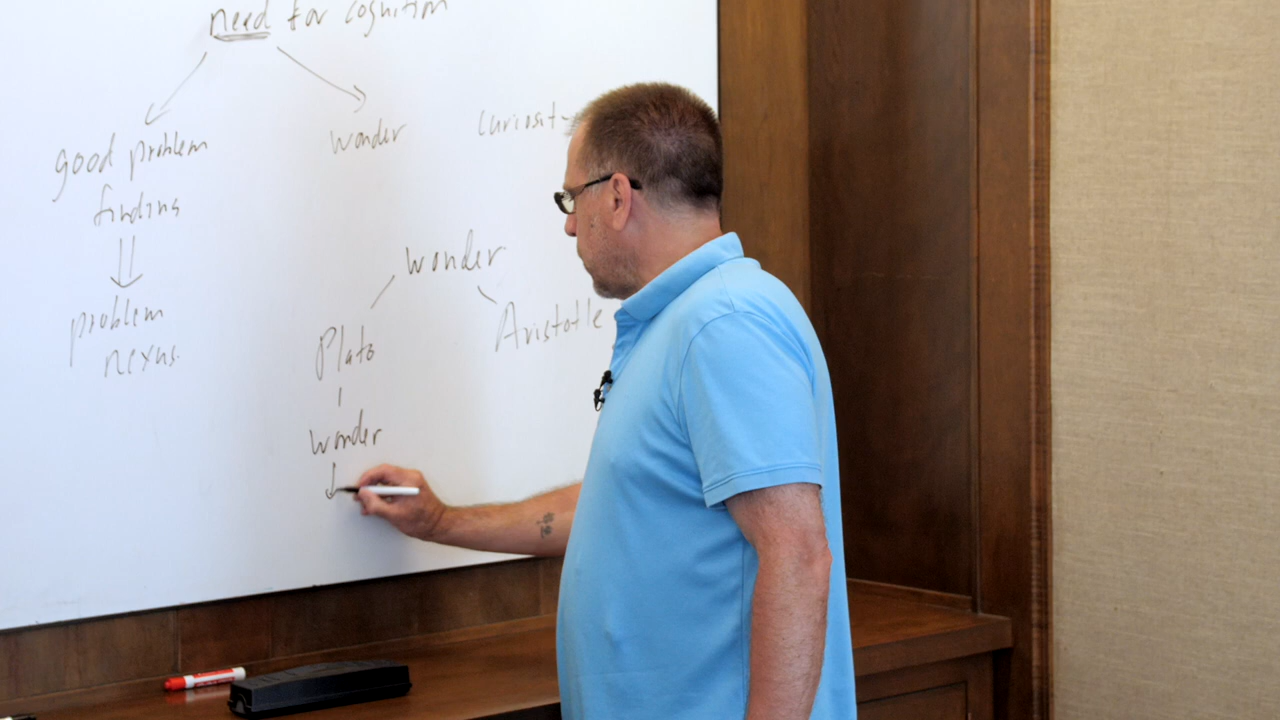 need for cognition
good problem
finding
wonder
curiosit
problem
nexus.
wonder
Plato
Aristotle
wonder